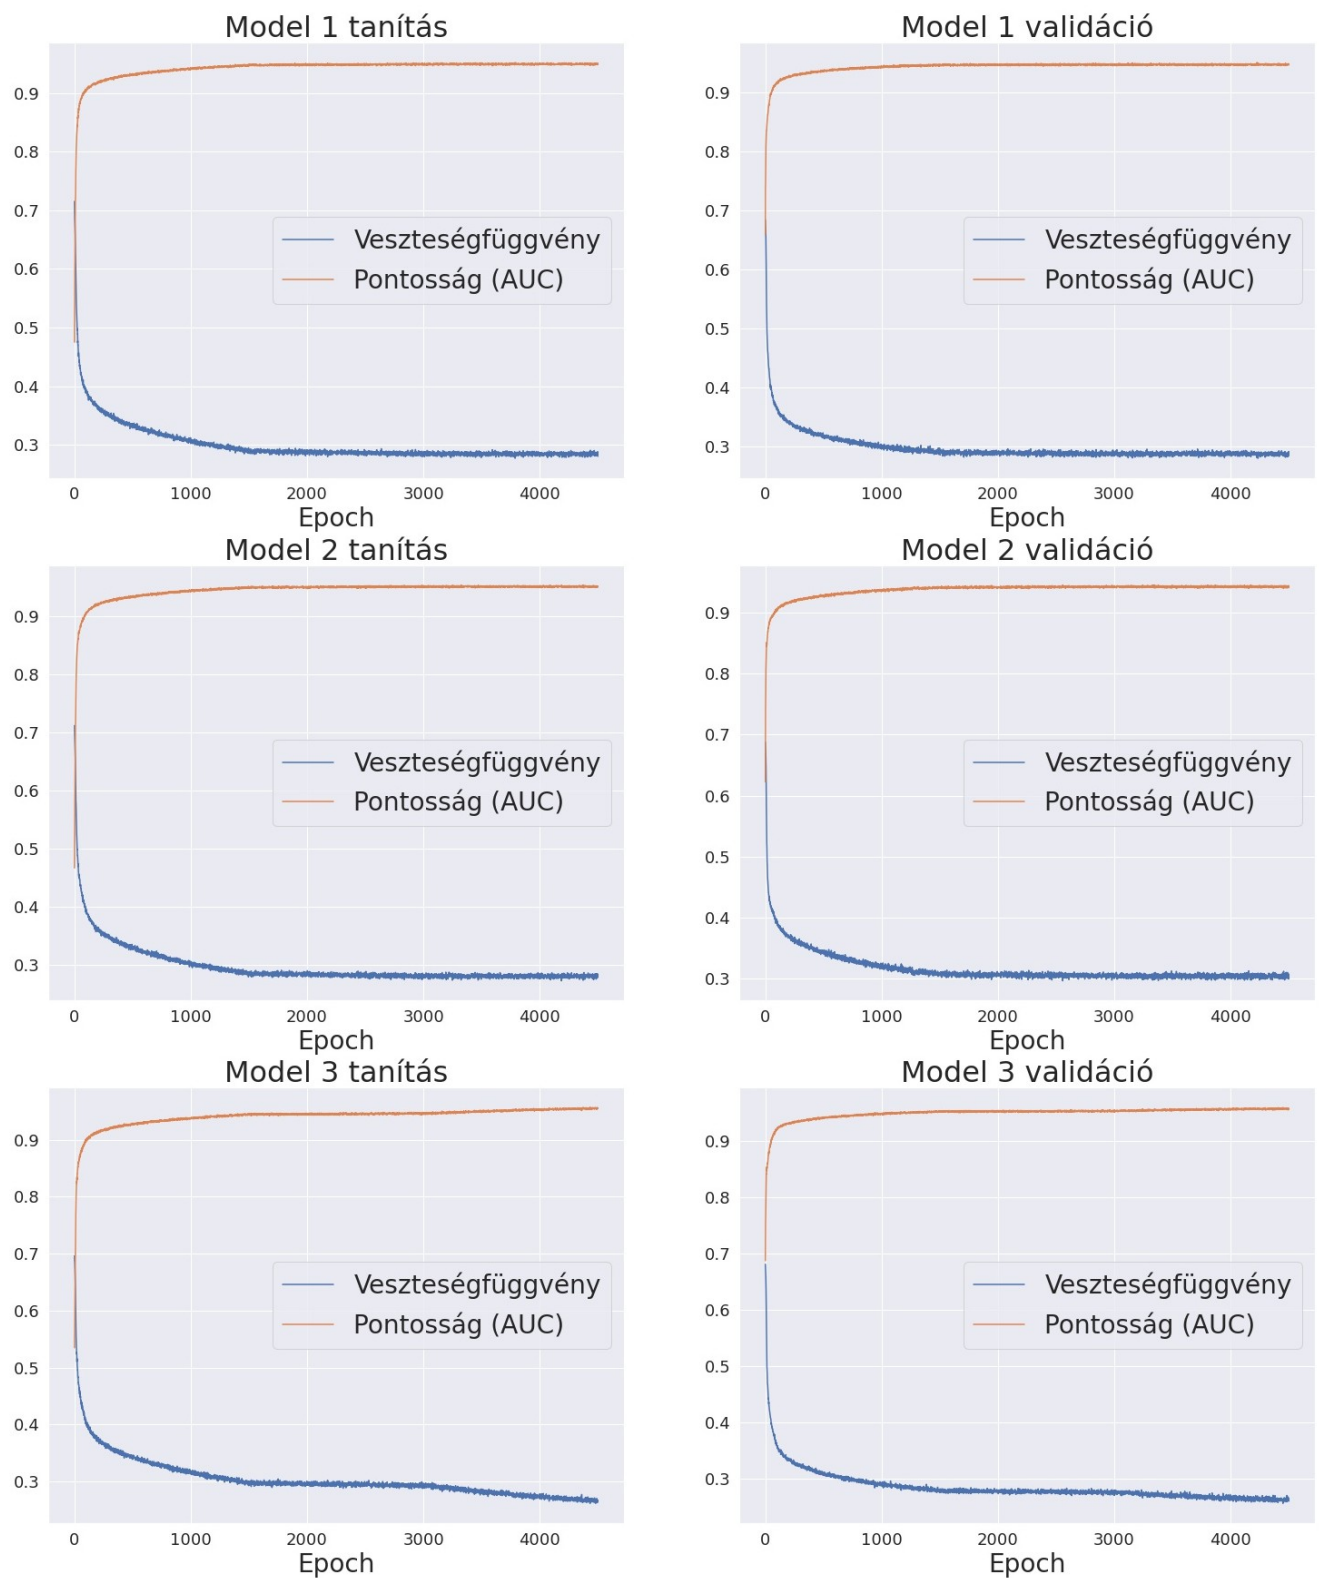 Model 1 tanítás
0.9
0.8
0.7
0.6
0.5
0.4
0.3
Veszteségfüggvény
Pontosság (AUC)
0 1000 2000 3000 4000
Epoch
Model 1 validáció
0.9
0.8
0.7
0.6
0.5
0.4
0.3
Veszteségfüggvény
Pontosság (AUC)
0 1000 2000 3000 4000
Epoch
Model 2 tanítás
0.9
0.8
0.7
0.6
0.5
0.4
0.3
Veszteségfüggvény
Pontosság (AUC)
0 1000 2000 3000 4000
Epoch
Model 2 validáció
0.9
0.8
0.7
0.6
0.5
0.4
0.3
Veszteségfüggvény
Pontosság (AUC)
0 1000 2000 3000 4000
Epoch
Model 3 tanítás
0.9
0.8
0.7
0.6
0.5
0.4
0.3
Veszteségfüggvény
Pontosság (AUC)
0 1000 2000 3000 4000
Epoch
Model 3 validáció
0.9
0.8
0.7
0.6
0.5
0.4
0.3
Veszteségfüggvény
Pontosság (AUC)
0 1000 2000 3000 4000
Epoch